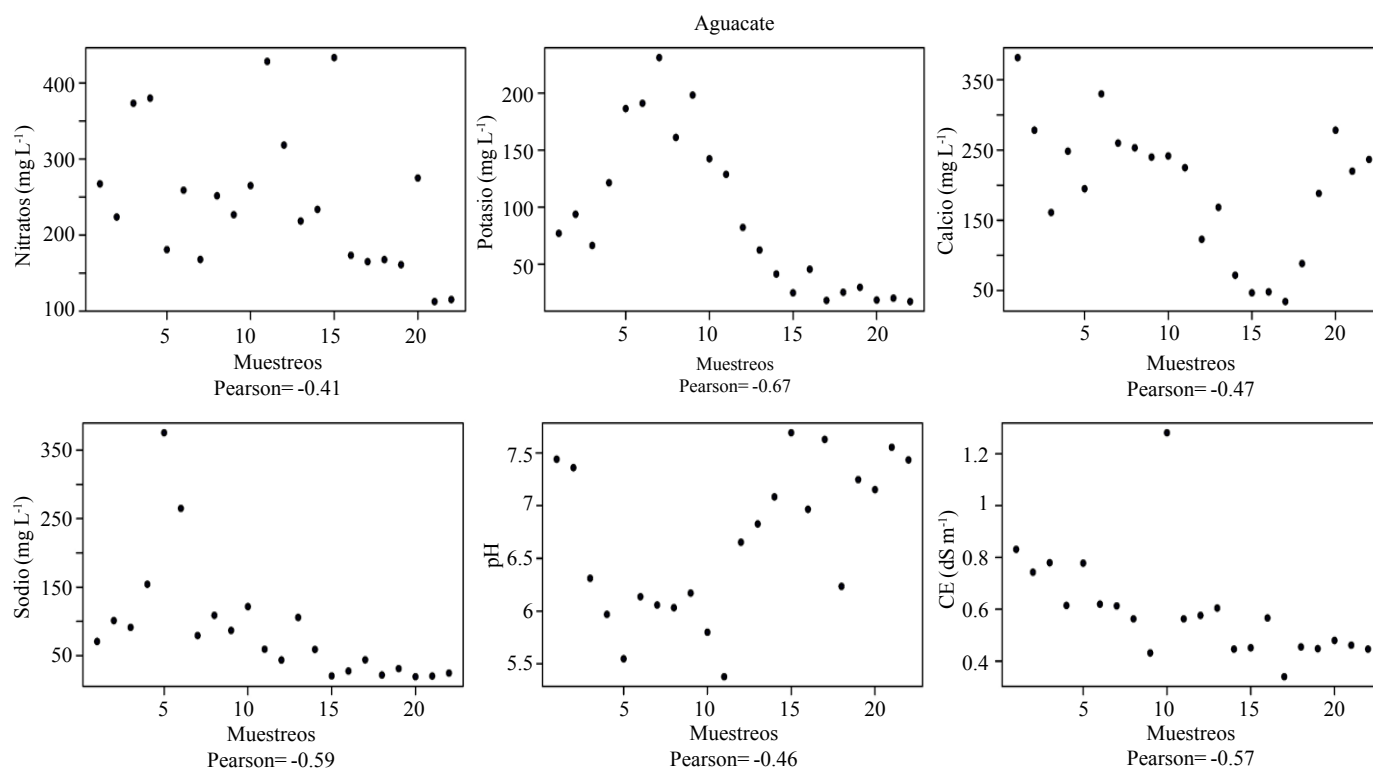 Aguacate
Nitratos (mg L⁻¹)
400
300
200
100
5 10 15 20
Muestreos
Pearson= -0.41
Potasio (mg L⁻¹)
200
150
100
50
5 10 15 20
Muestreos
Pearson= -0.67
Calcio (mg L⁻¹)
350
250
150
50
5 10 15 20
Muestreos
Pearson= -0.47
Sodio (mg L⁻¹)
350
250
150
50
5 10 15 20
Muestreos
Pearson= -0.59
pH
7.5
7
6.5
6
5.5
5 10 15 20
Muestreos
Pearson= -0.46
CE (dS m⁻¹)
1.2
1
0.8
0.6
0.4
5 10 15 20
Muestreos
Pearson= -0.57